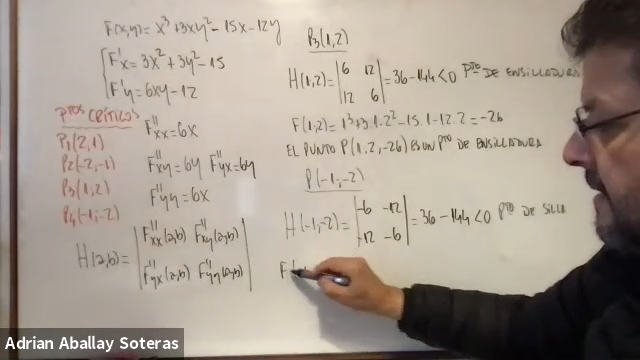 F(x,y)= x³+3xy²-15x-12y
F'x=3x²+3y²-15
F'y=6xy-12
PTOS CRÍTICOS
P1(2,1)
P2(-2,-1)
P3(1,2)
P4(-1;-2)
F''xx=6x
F''xy=6y F''yx=6y
F''yy=6x
H(a,b)= | F''xx(a,b) F''xy(a,b) |
| F''yx(a,b) F''yy(a,b) |
P3(1,2)
H(1,2)= | 6 12 | = 36-144<0 PTO DE ENSILLADURA
| 12 6 |
F(1;2)=1³+3.1.2²-15.1-12.2=-26
EL PUNTO P(1,2,-26) ES UN PTO DE ENSILLADURA
P(-1;-2)
H(-1;-2)= | -6 -12 | = 36-144<0 PTO DE SILLA
| -12 -6 |
F(
Adrian Aballay Soteras